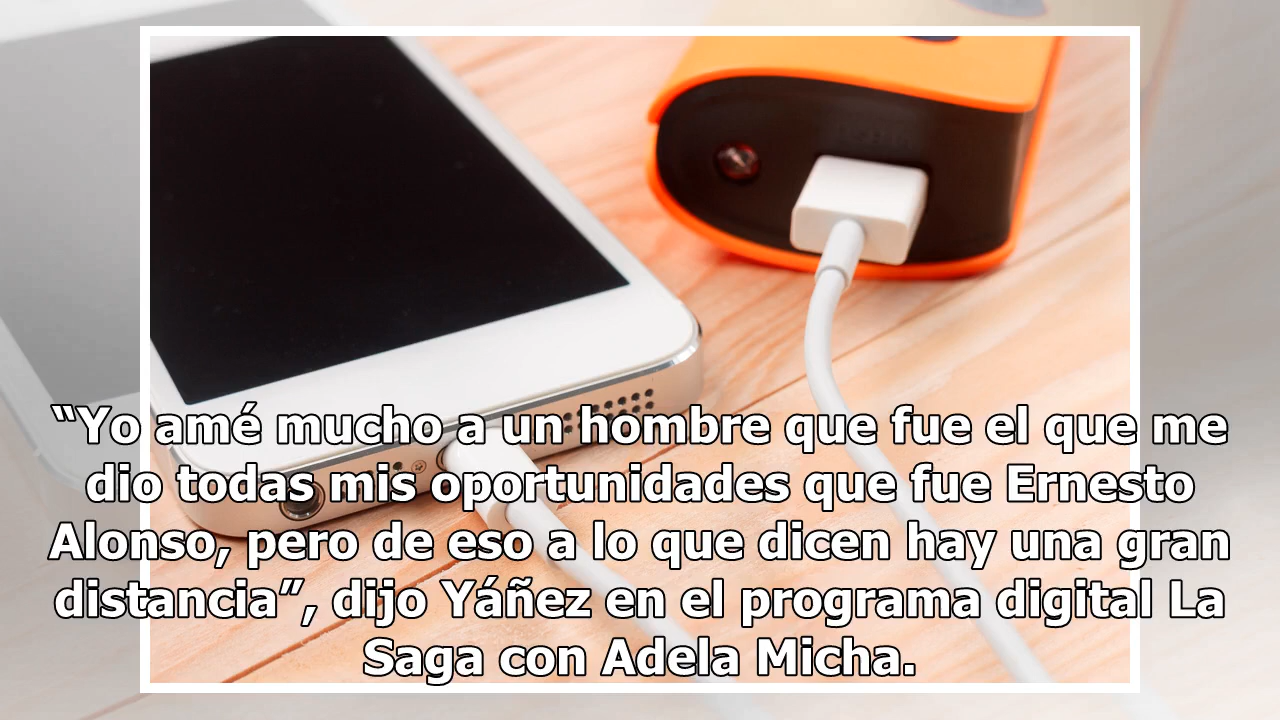 “Yo amé mucho a un hombre que fue el que me
dio todas mis oportunidades que fue Ernesto
Alonso, pero de eso a lo que dicen hay una gran
distancia”, dijo Yáñez en el programa digital La
Saga con Adela Micha.